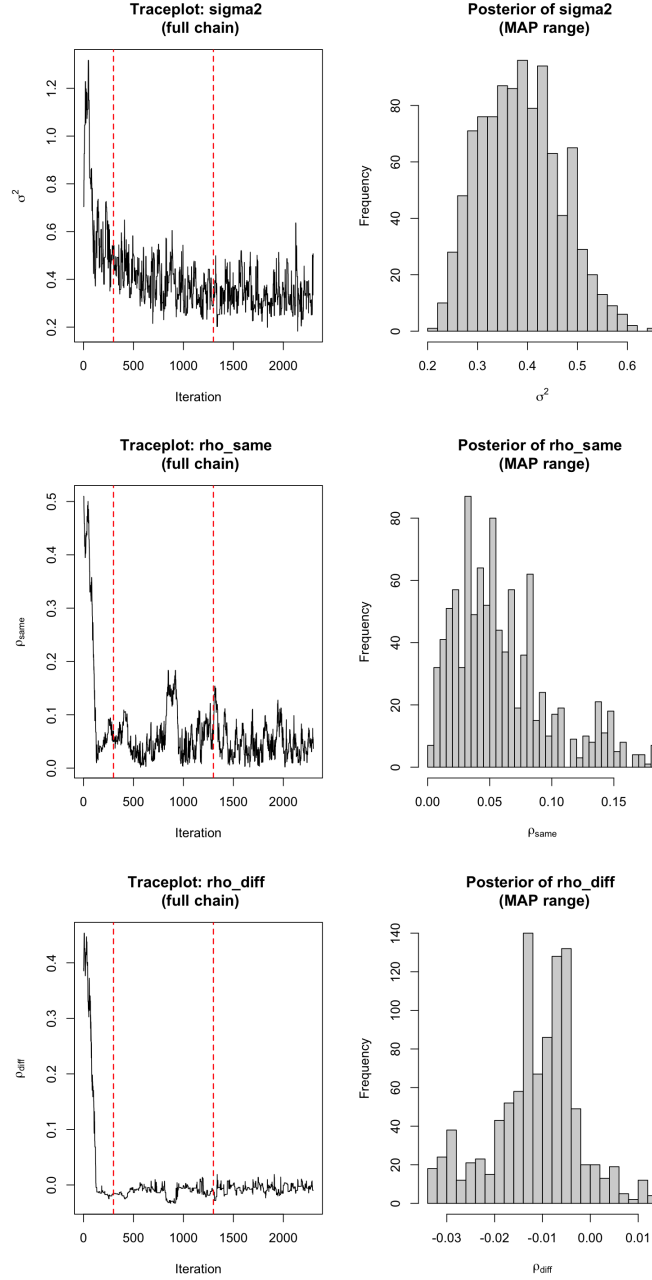 Traceplot: sigma2
(full chain)
σ2
1.2
1.0
0.8
0.6
0.4
0.2
0 500 1000 1500 2000
Iteration
Posterior of sigma2
(MAP range)
Frequency
80
60
40
20
0
0.2 0.3 0.4 0.5 0.6
σ2
Traceplot: rho_same
(full chain)
ρsame
0.5
0.4
0.3
0.2
0.1
0.0
0 500 1000 1500 2000
Iteration
Posterior of rho_same
(MAP range)
Frequency
80
60
40
20
0
0.00 0.05 0.10 0.15
ρsame
Traceplot: rho_diff
(full chain)
ρdiff
0.4
0.3
0.2
0.1
0.0
0 500 1000 1500 2000
Iteration
Posterior of rho_diff
(MAP range)
Frequency
140
120
100
80
60
40
20
0
-0.03 -0.02 -0.01 0.00 0.01
ρdiff